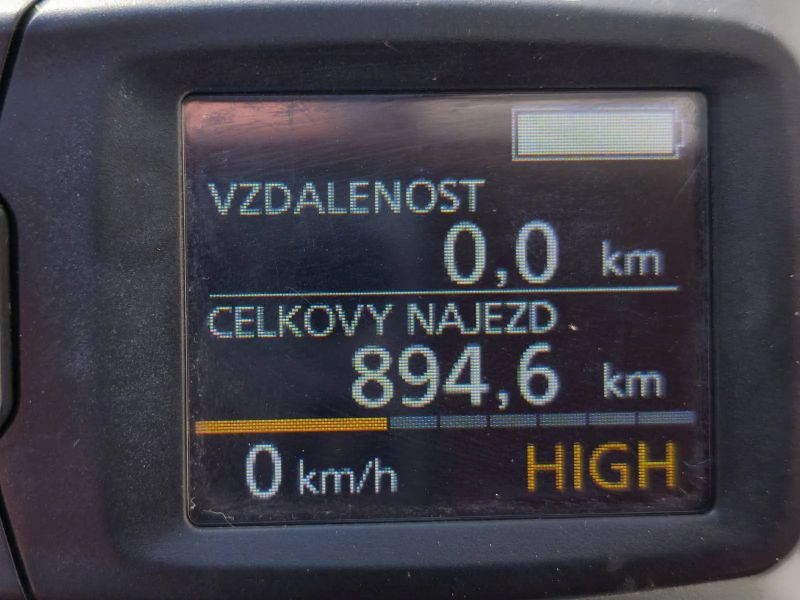 VZDALENOST
0,0 km
CELKOVY NAJEZD
894,6 km
0 km/h HIGH